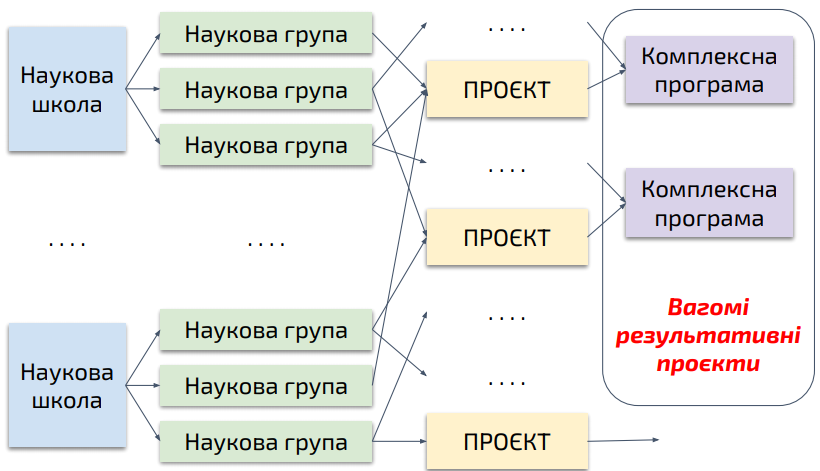 Наукова
школа
Наукова група
Наукова група
Наукова група
. . . .
ПРОЄКТ
. . . .
ПРОЄКТ
Комплексна
програма
Комплексна
програма
. . . .
. . . .
Наукова
школа
Наукова група
Наукова група
Наукова група
. . . .
. . . .
ПРОЄКТ
Вагомі
результативні
проєкти